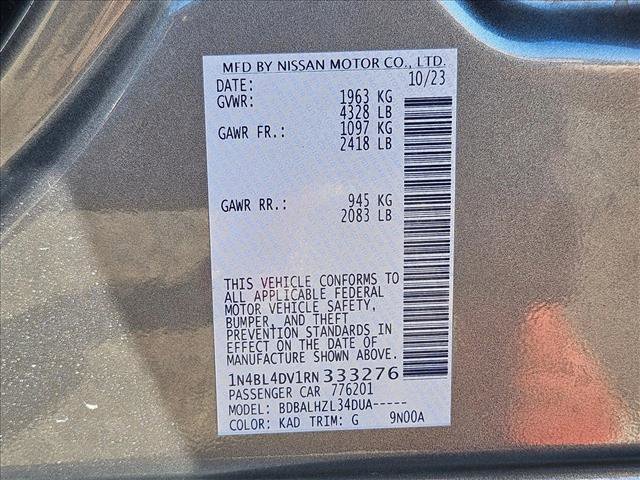 MFD BY NISSAN MOTOR CO., LTD.
DATE: 10/23
GVWR: 1963 KG
4328 LB
GAWR FR.: 1097 KG
2418 LB
GAWR RR.: 945 KG
2083 LB
THIS VEHICLE CONFORMS TO
ALL APPLICABLE FEDERAL
MOTOR VEHICLE SAFETY,
BUMPER, AND THEFT
PREVENTION STANDARDS IN
EFFECT ON THE DATE OF
MANUFACTURE SHOWN ABOVE.
1N4BL4DV1RN333276
PASSENGER CAR 776201
MODEL: BDBALHZL34DUA-----
COLOR: KAD TRIM: G 9N00A